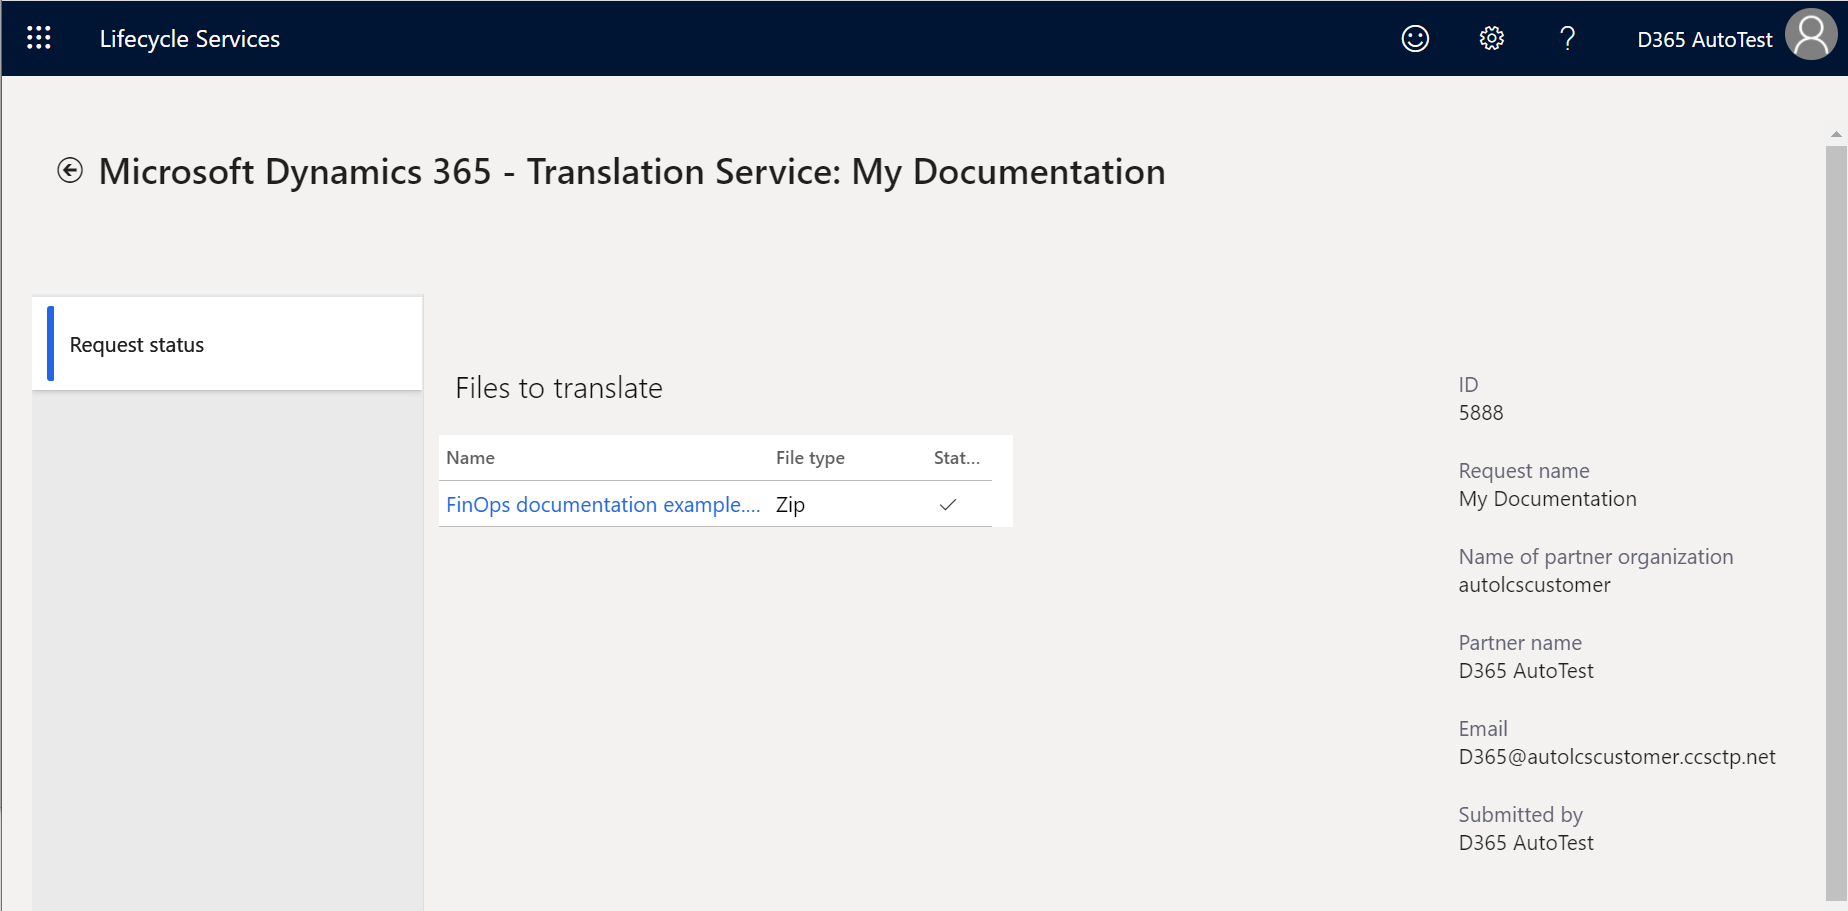 Lifecycle Services
?
D365 AutoTest
Microsoft Dynamics 365 - Translation Service: My Documentation
Request status
Files to translate
Name File type Stat...
FinOps documentation example.... Zip
ID
5888
Request name
My Documentation
Name of partner organization
autolcscustomer
Partner name
D365 AutoTest
Email
D365@autolcscustomer.ccsctp.net
Submitted by
D365 AutoTest